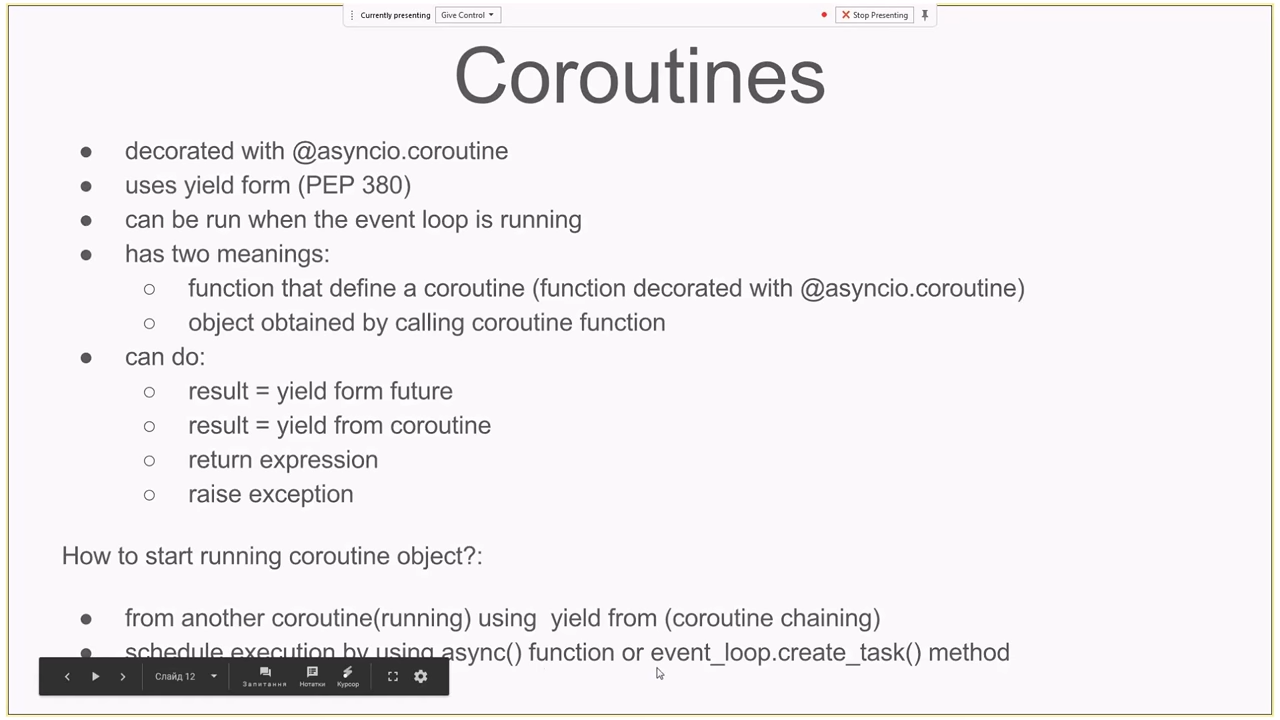 Currently presenting Give Control Stop Presenting
Coroutines
decorated with @asyncio.coroutine
uses yield form (PEP 380)
can be run when the event loop is running
has two meanings:
function that define a coroutine (function decorated with @asyncio.coroutine)
object obtained by calling coroutine function
can do:
result = yield form future
result = yield from coroutine
return expression
raise exception
How to start running coroutine object?:
from another coroutine(running) using yield from (coroutine chaining)
schedule execution by using async() function or event_loop.create_task() method
Слайд 12 Запитання Нотатки Курсор